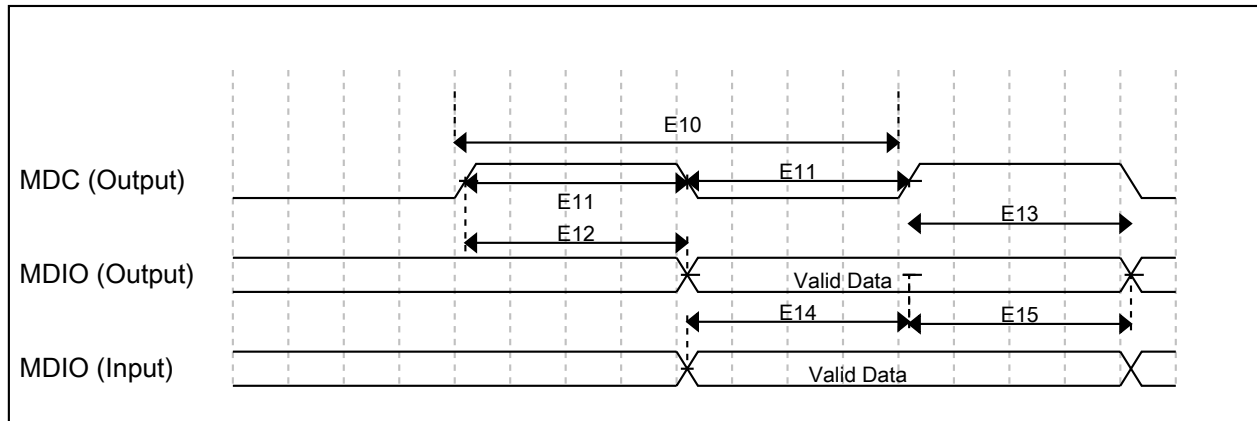 E10
MDC (Output)
E11
E11
E13
E12
MDIO (Output)
Valid Data
E14
E15
MDIO (Input)
Valid Data